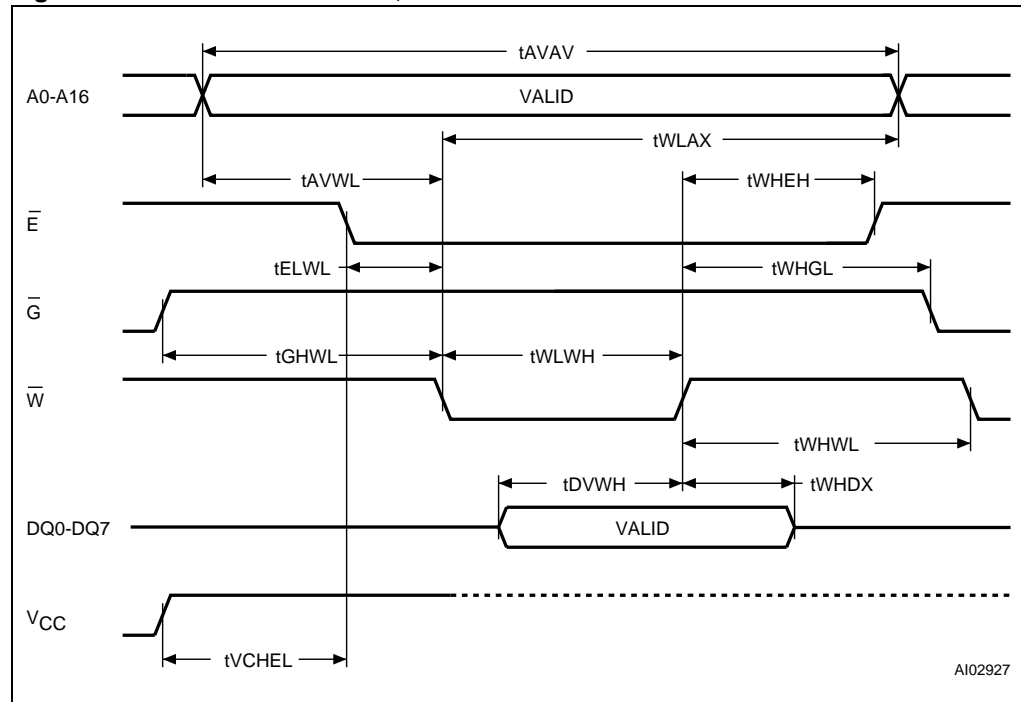 tAVAV
A0-A16
VALID
tWLAX
tAVWL
tWHEH
E̅
tELWL
tWHGL
G̅
tGHWL
tWLWH
W̅
tWHWL
tDVWH
tWHDX
DQ0-DQ7
VALID
VCC
tVCHEL
AI02927